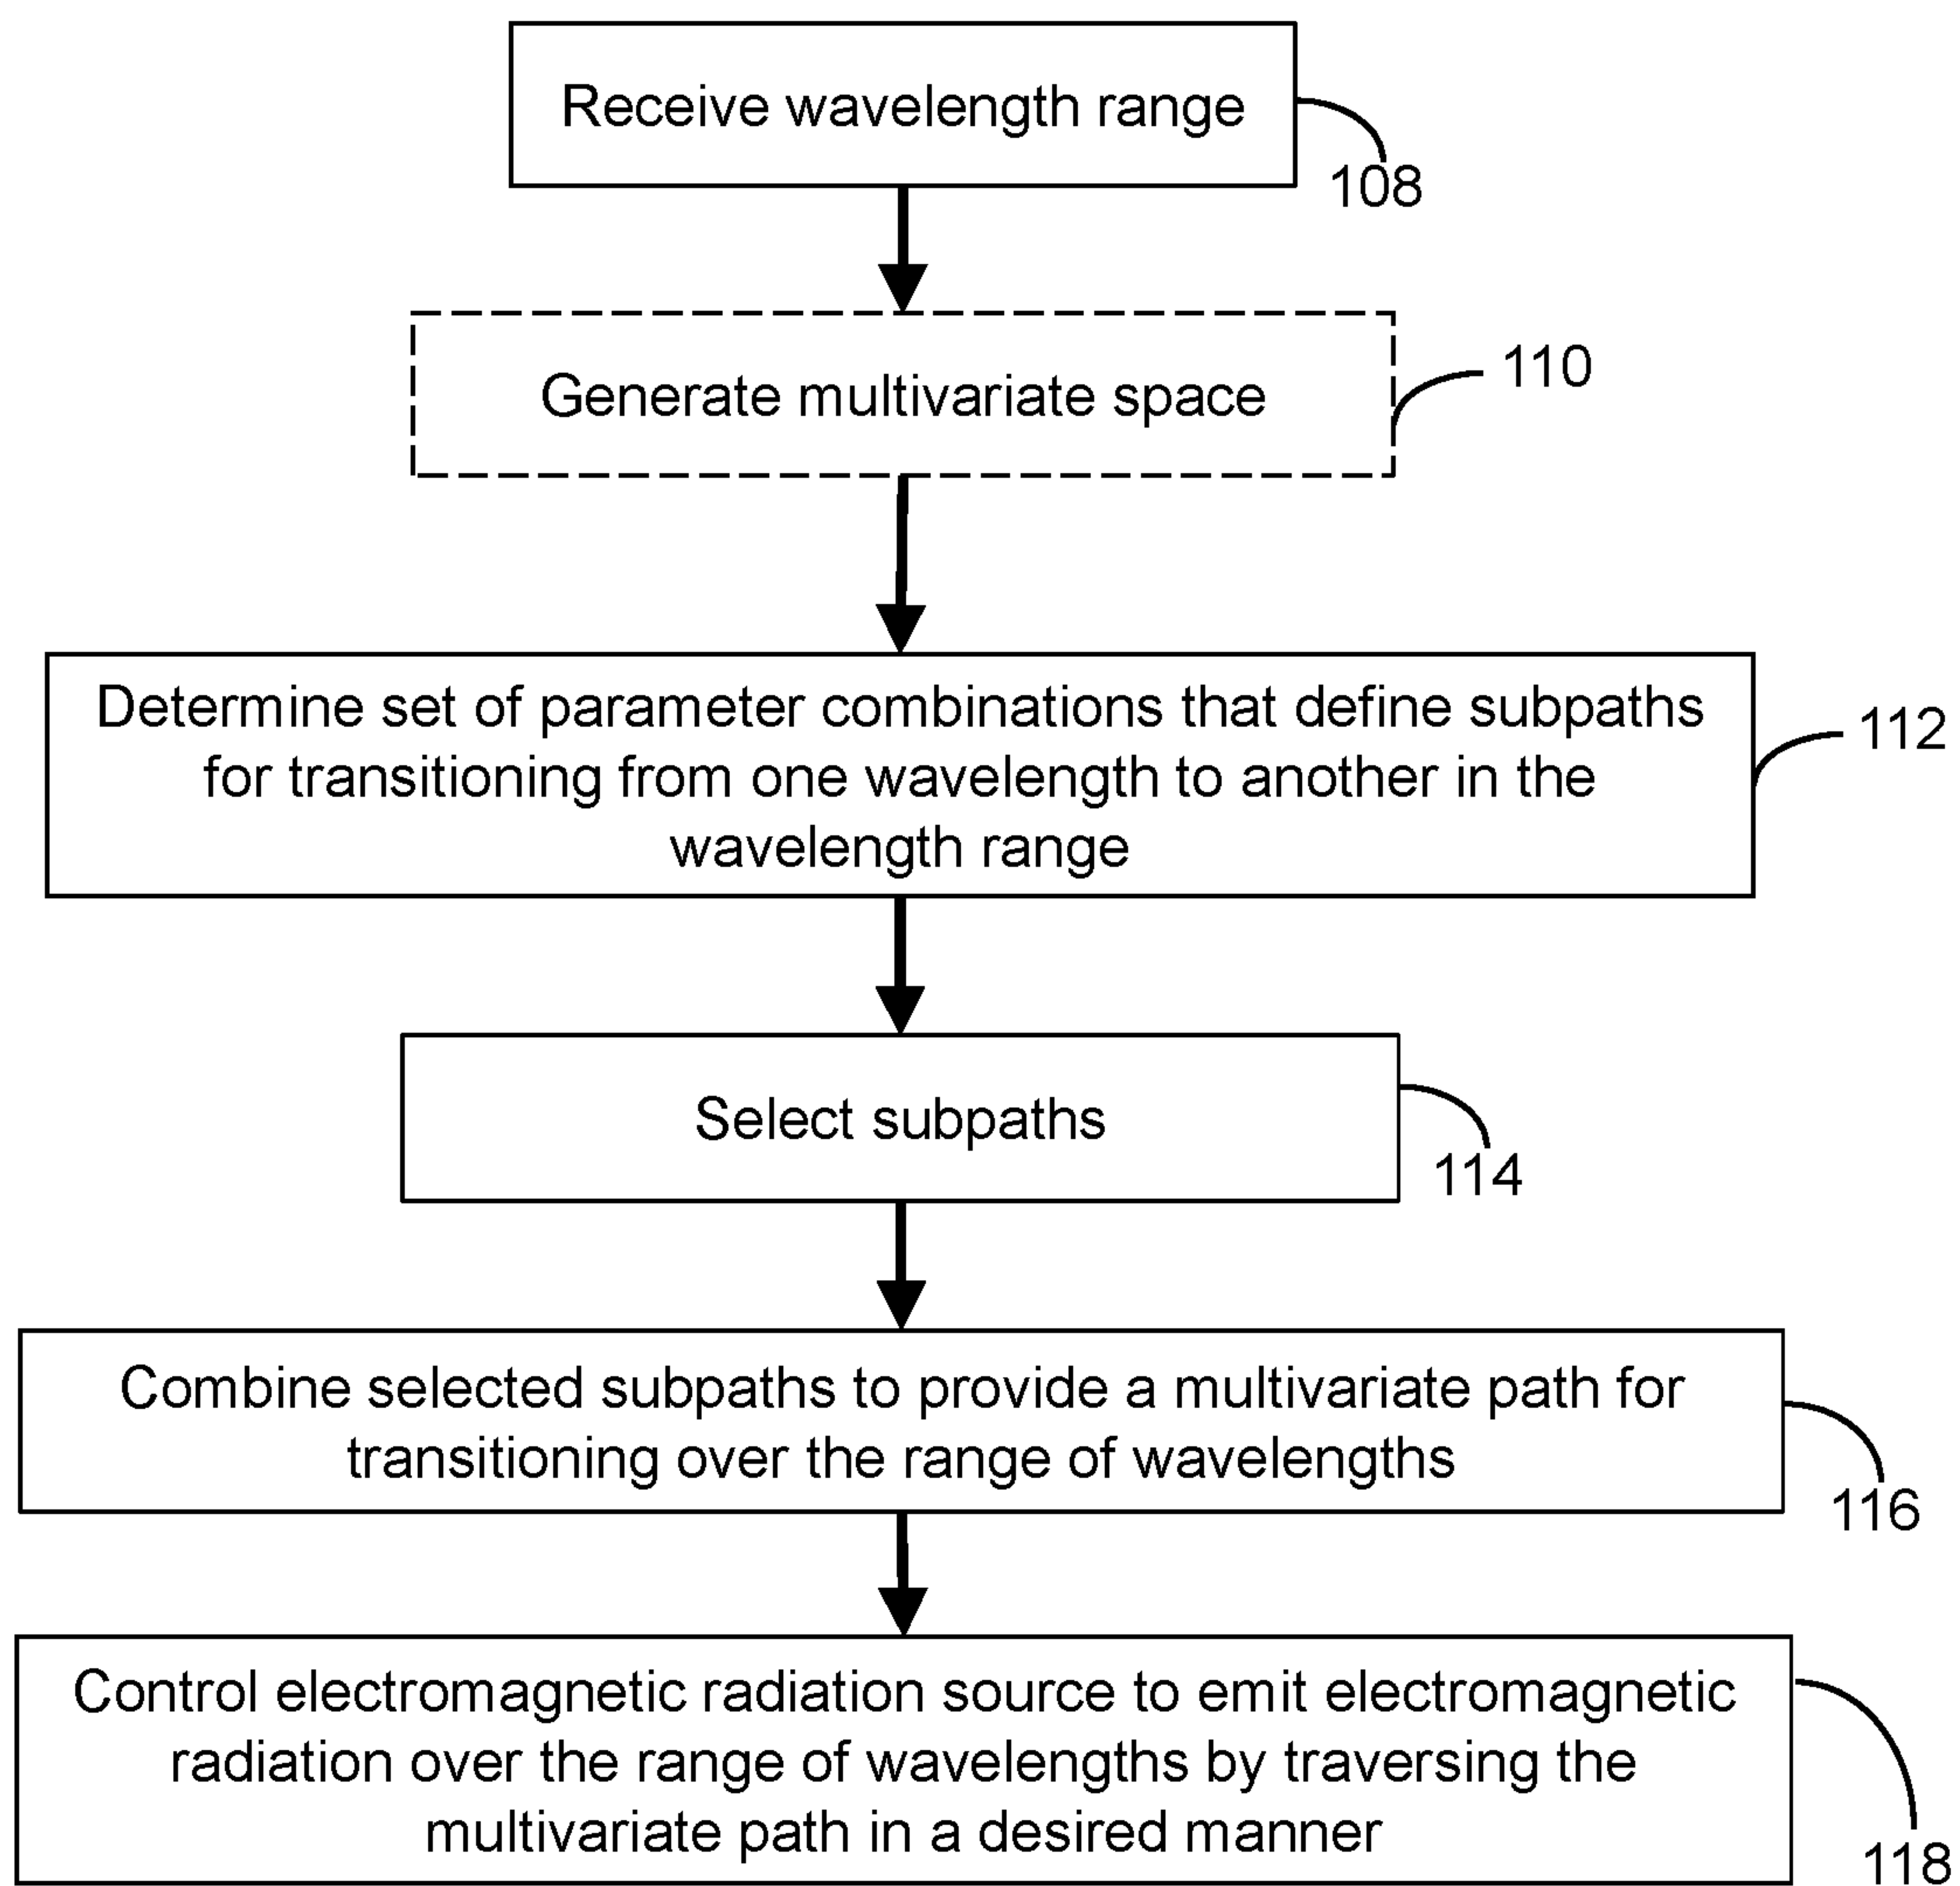 Receive wavelength range
108
Generate multivariate space
110
Determine set of parameter combinations that define subpaths
for transitioning from one wavelength to another in the
wavelength range
112
Select subpaths
114
Combine selected subpaths to provide a multivariate path for
transitioning over the range of wavelengths
116
Control electromagnetic radiation source to emit electromagnetic
radiation over the range of wavelengths by traversing the
multivariate path in a desired manner
118